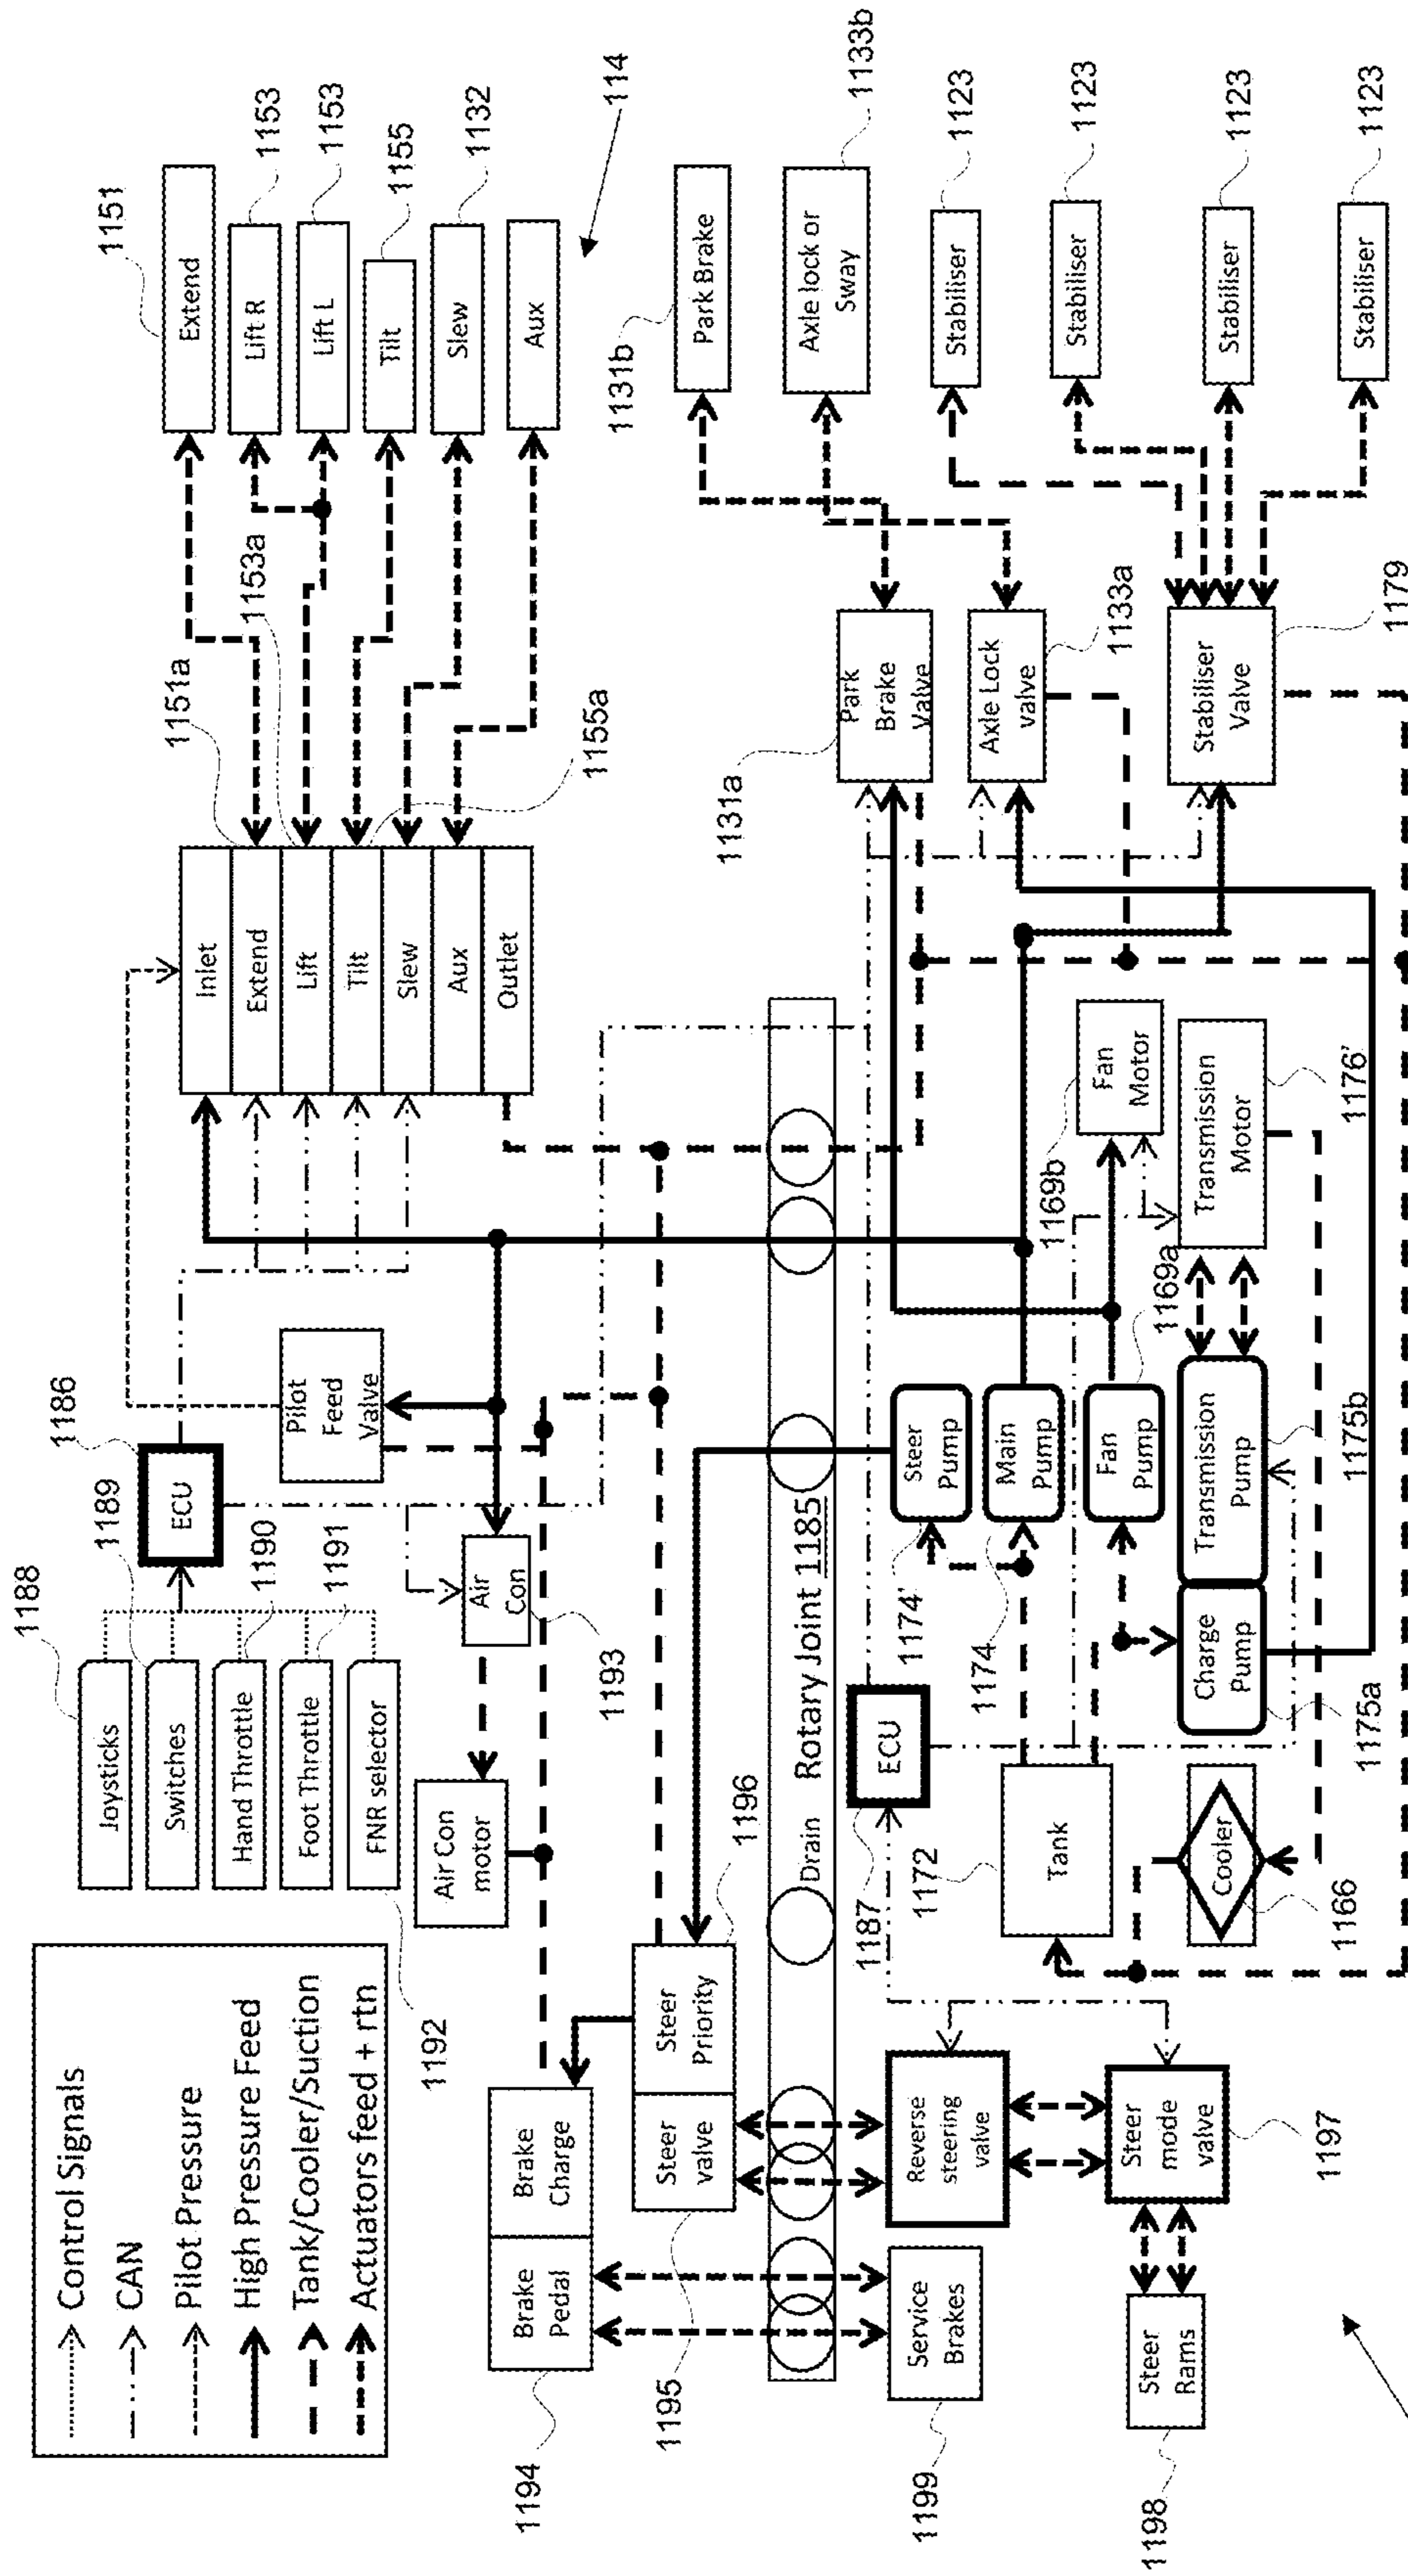 Control Signals
CAN
Pilot Pressure
High Pressure Feed
Tank/Cooler/Suction
Actuators feed + rtn
1188
Joysticks
1189
Switches
1190
Hand Throttle
1191
Foot Throttle
1192
FNR selector
1186
ECU
Pilot
Feed
Valve
Air
Con
1193
Air Con
motor
Inlet
Extend
Lift
Tilt
Slew
Aux
Outlet
1151a
1153a
1155a
1151
Extend
1153
Lift R
1153
Lift L
1155
Tilt
1132
Slew
Aux
114
1194
Brake
Pedal
Brake
Charge
1195
Steer
valve
Steer
Priority
1196
Drain
Rotary Joint 1185
1199
Service
Brakes
Reverse
steering
valve
1187
ECU
1198
Steer
Rams
Steer
mode
valve
1197
1172
Tank
Cooler
1166
1174'
Steer
Pump
1174
Main
Pump
Fan
Pump
1169a
1169b
Fan
Motor
Charge
Pump
1175a
Transmission
Pump
1175b
Transmission
Motor
1176'
1131a
Park
Brake
Valve
Axle Lock
valve
1133a
Stabiliser
Valve
1179
1131b
Park Brake
1133b
Axle lock or
Sway
1123
Stabiliser
1123
Stabiliser
1123
Stabiliser
1123
Stabiliser